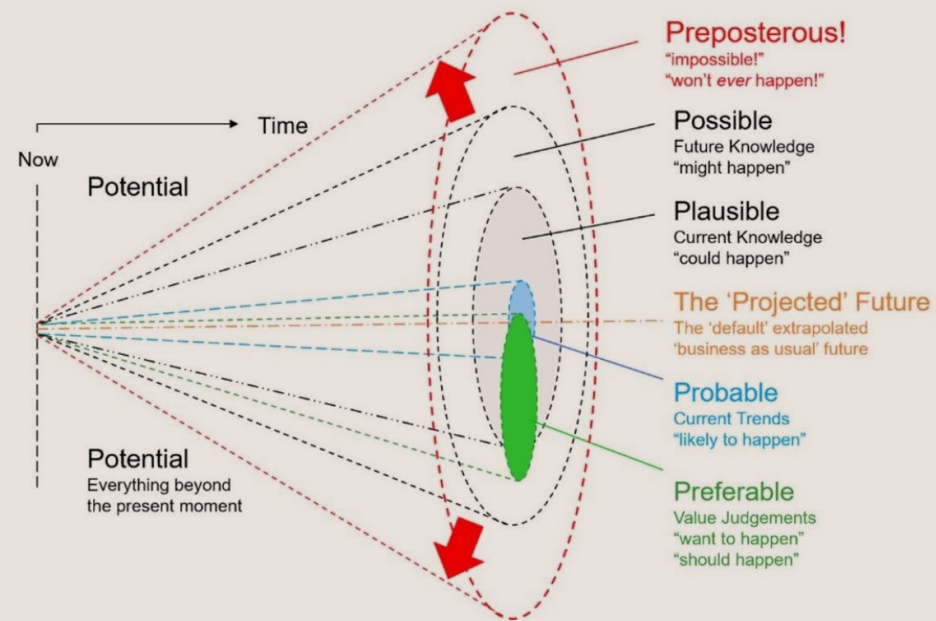 Preposterous!
“impossible!”
“won’t ever happen!”
Time
Now
Potential
Possible
Future Knowledge
“might happen”
Plausible
Current Knowledge
“could happen”
The ‘Projected’ Future
The ‘default’ extrapolated
‘business as usual’ future
Probable
Current Trends
“likely to happen”
Potential
Everything beyond
the present moment
Preferable
Value Judgements
“want to happen”
“should happen”